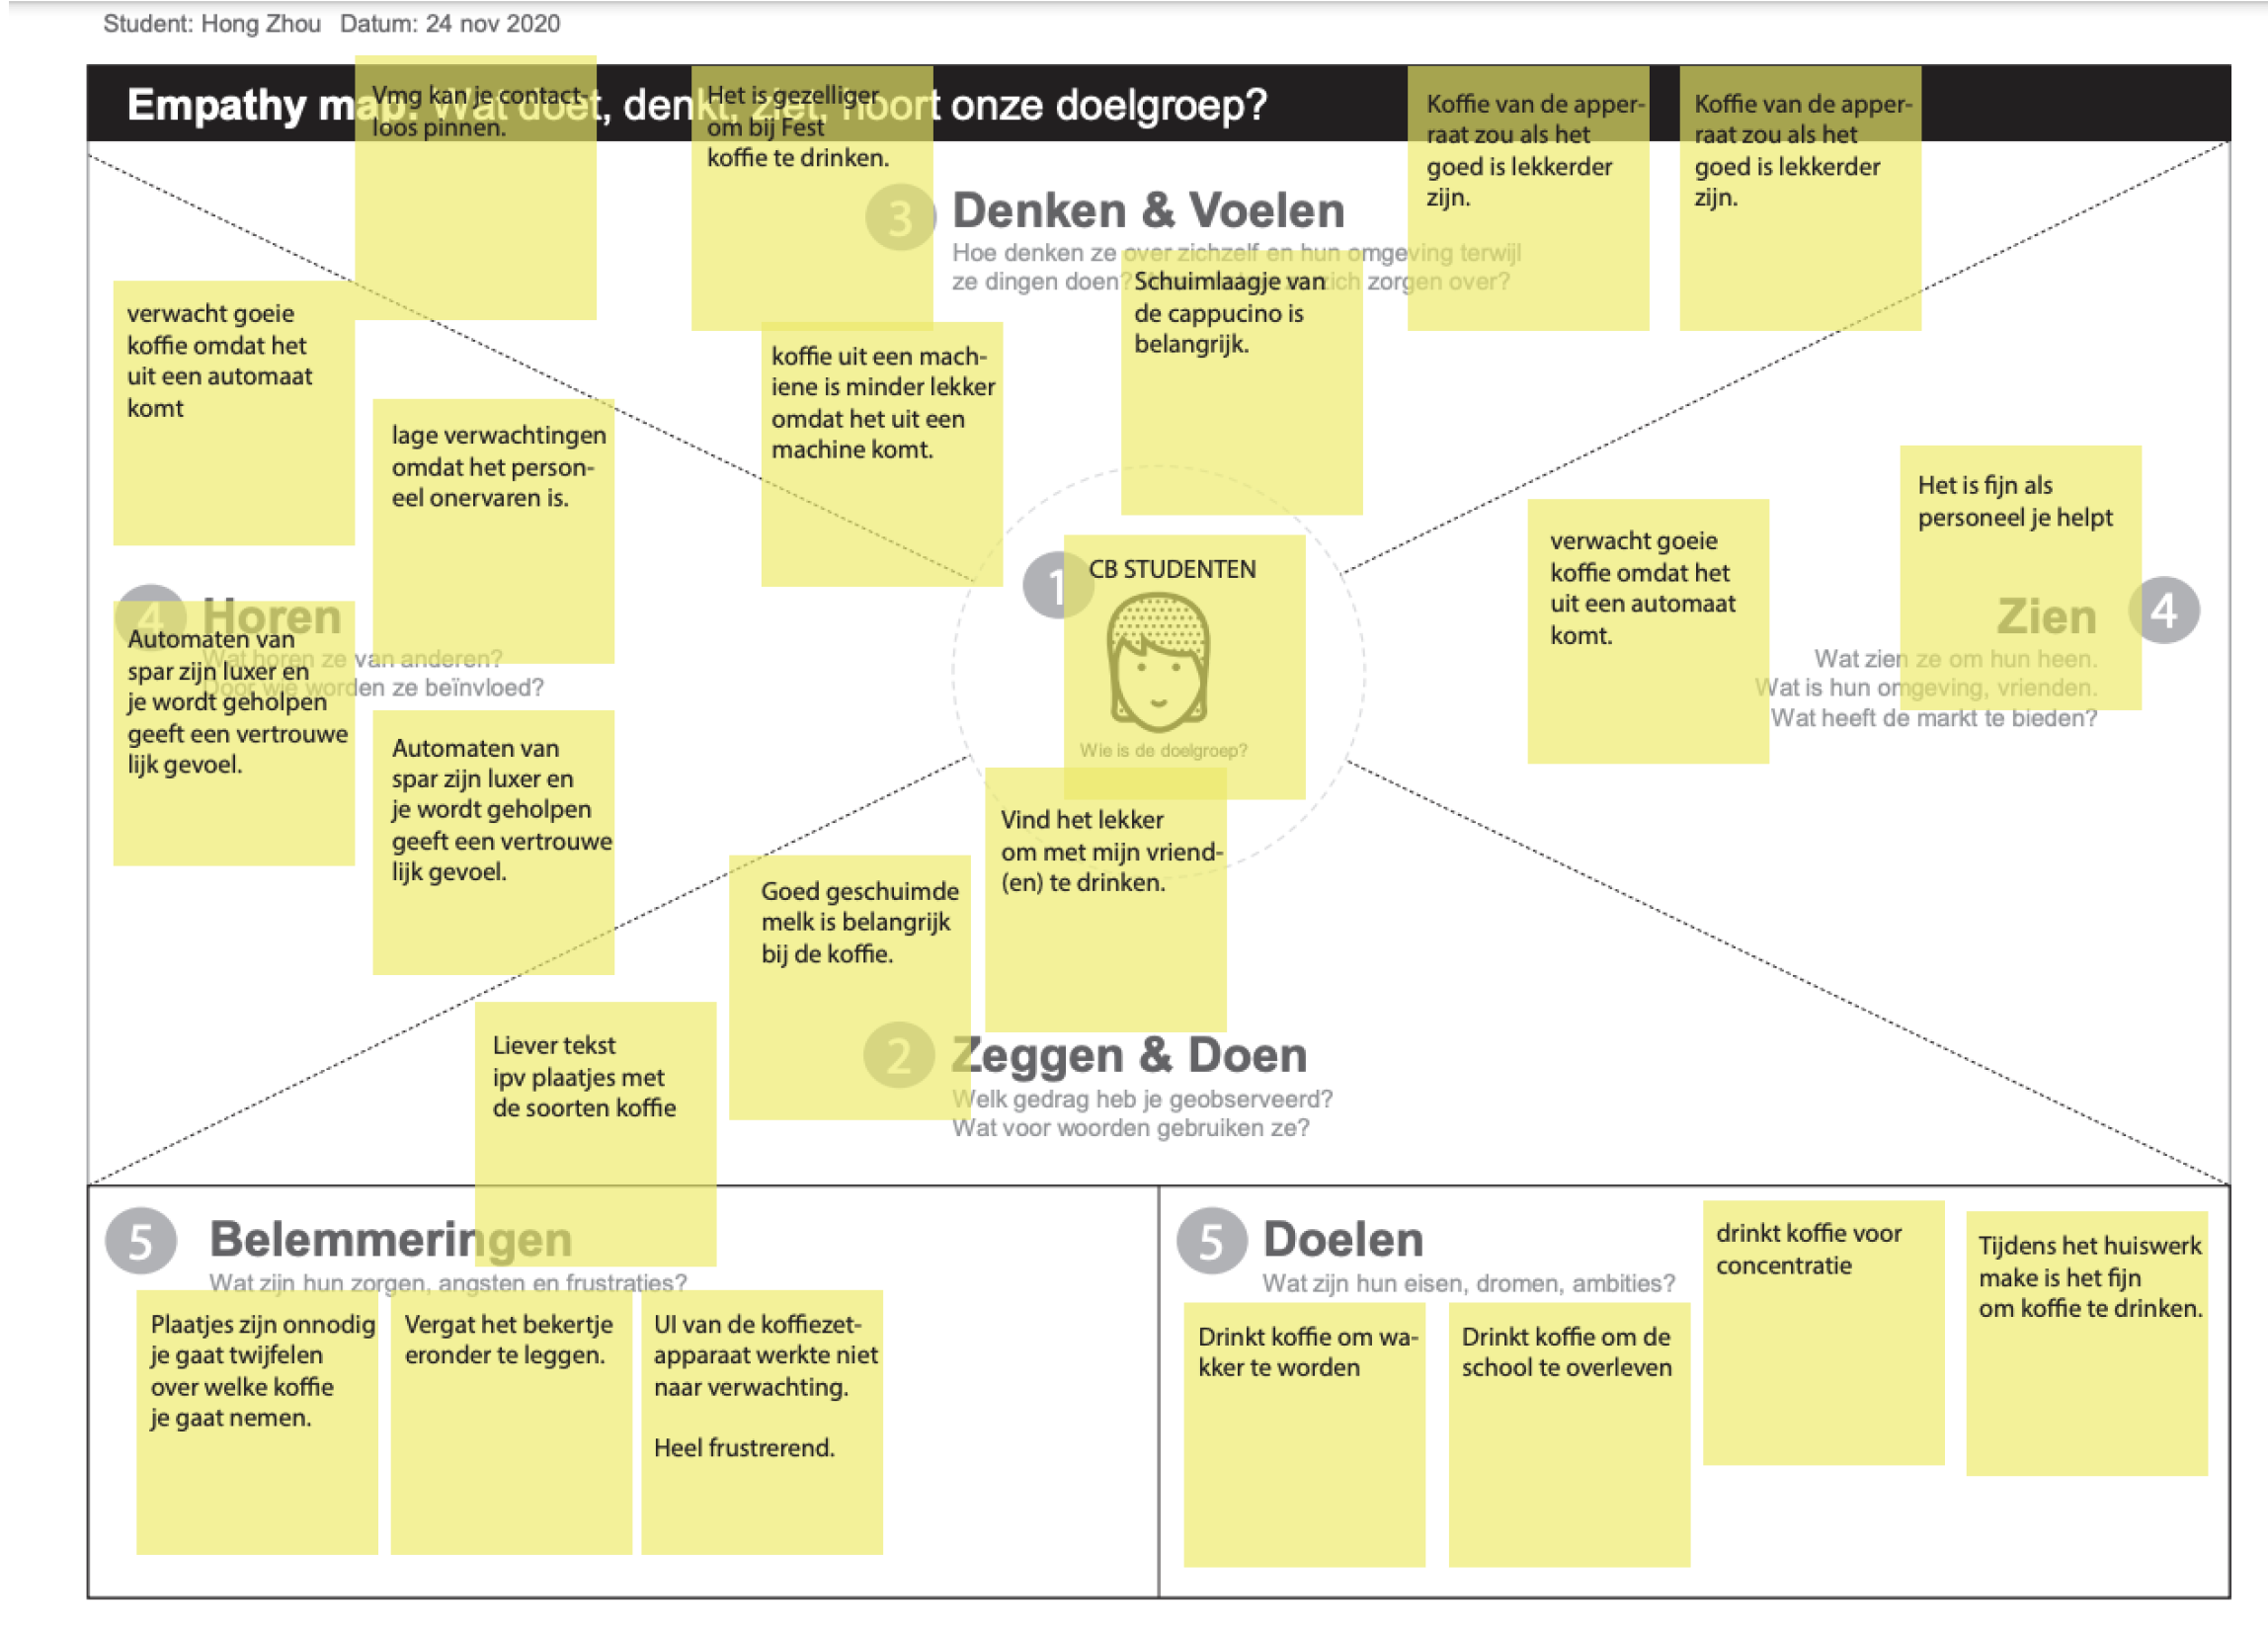 Student: Hong Zhou Datum: 24 nov 2020
Empathy map: Wat doet, denkt, ziet, hoort onze doelgroep?
Vmg kan je contact-
loos pinnen.
Het is gezelliger
om bij Fest
koffie te drinken.
Koffie van de apper-
raat zou als het
goed is lekkerder
zijn.
Koffie van de apper-
raat zou als het
goed is lekkerder
zijn.
3 Denken & Voelen
Hoe denken ze over zichzelf en hun omgeving terwijl
ze dingen doen? zich zorgen over?
Schuimlaagje van
de cappucino is
belangrijk.
koffie uit een mach-
iene is minder lekker
omdat het uit een
machine komt.
verwacht goeie
koffie omdat het
uit een automaat
komt
lage verwachtingen
omdat het person-
eel onervaren is.
4 Horen
Wat horen ze van anderen?
Door wie worden ze beïnvloed?
Automaten van
spar zijn luxer en
je wordt geholpen
geeft een vertrouwe
lijk gevoel.
Automaten van
spar zijn luxer en
je wordt geholpen
geeft een vertrouwe
lijk gevoel.
1
CB STUDENTEN
Wie is de doelgroep?
verwacht goeie
koffie omdat het
uit een automaat
komt.
Het is fijn als
personeel je helpt
Zien 4
Wat zien ze om hun heen.
Wat is hun omgeving, vrienden.
Wat heeft de markt te bieden?
Vind het lekker
om met mijn vriend-
(en) te drinken.
Goed geschuimde
melk is belangrijk
bij de koffie.
Liever tekst
ipv plaatjes met
de soorten koffie
2 Zeggen & Doen
Welk gedrag heb je geobserveerd?
Wat voor woorden gebruiken ze?
5 Belemmeringen
Wat zijn hun zorgen, angsten en frustraties?
Plaatjes zijn onnodig
je gaat twijfelen
over welke koffie
je gaat nemen.
Vergat het bekertje
eronder te leggen.
UI van de koffiezet-
apparaat werkte niet
naar verwachting.
Heel frustrerend.
5 Doelen
Wat zijn hun eisen, dromen, ambities?
Drinkt koffie om wa-
kker te worden
Drinkt koffie om de
school te overleven
drinkt koffie voor
concentratie
Tijdens het huiswerk
make is het fijn
om koffie te drinken.